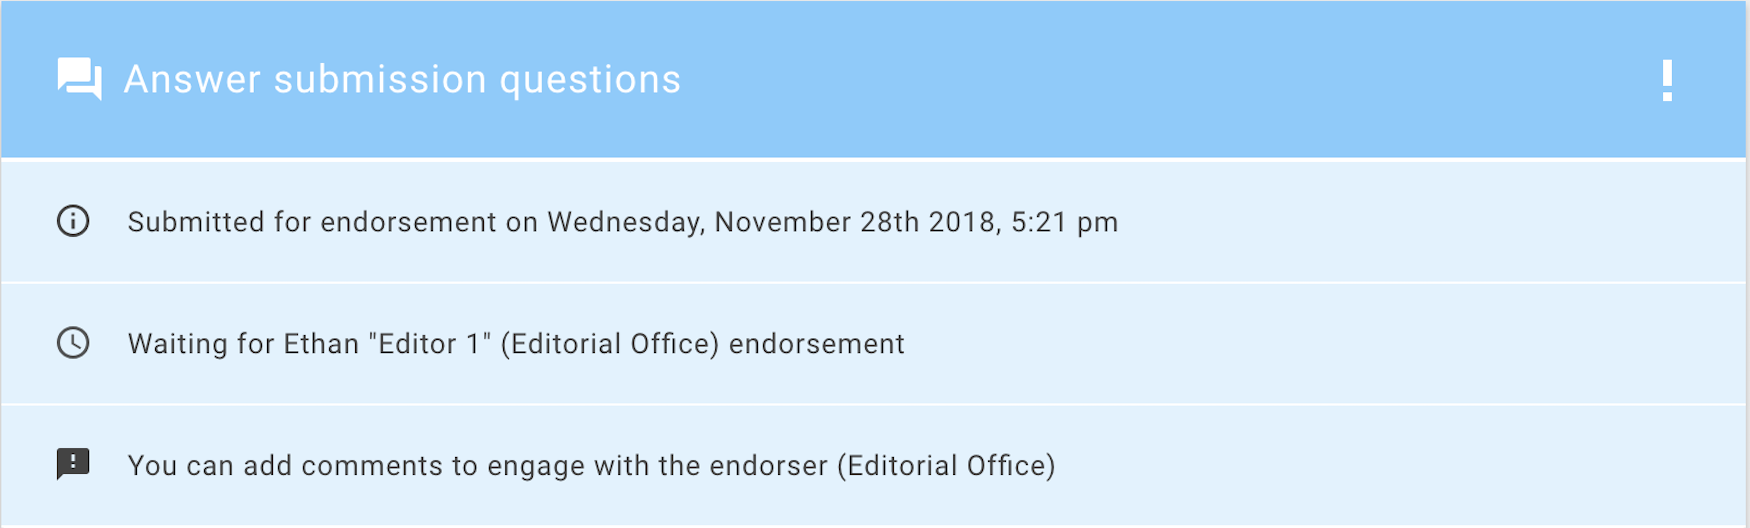 Answer submission questions
Submitted for endorsement on Wednesday, November 28th 2018, 5:21 pm
Waiting for Ethan "Editor 1" (Editorial Office) endorsement
You can add comments to engage with the endorser (Editorial Office)